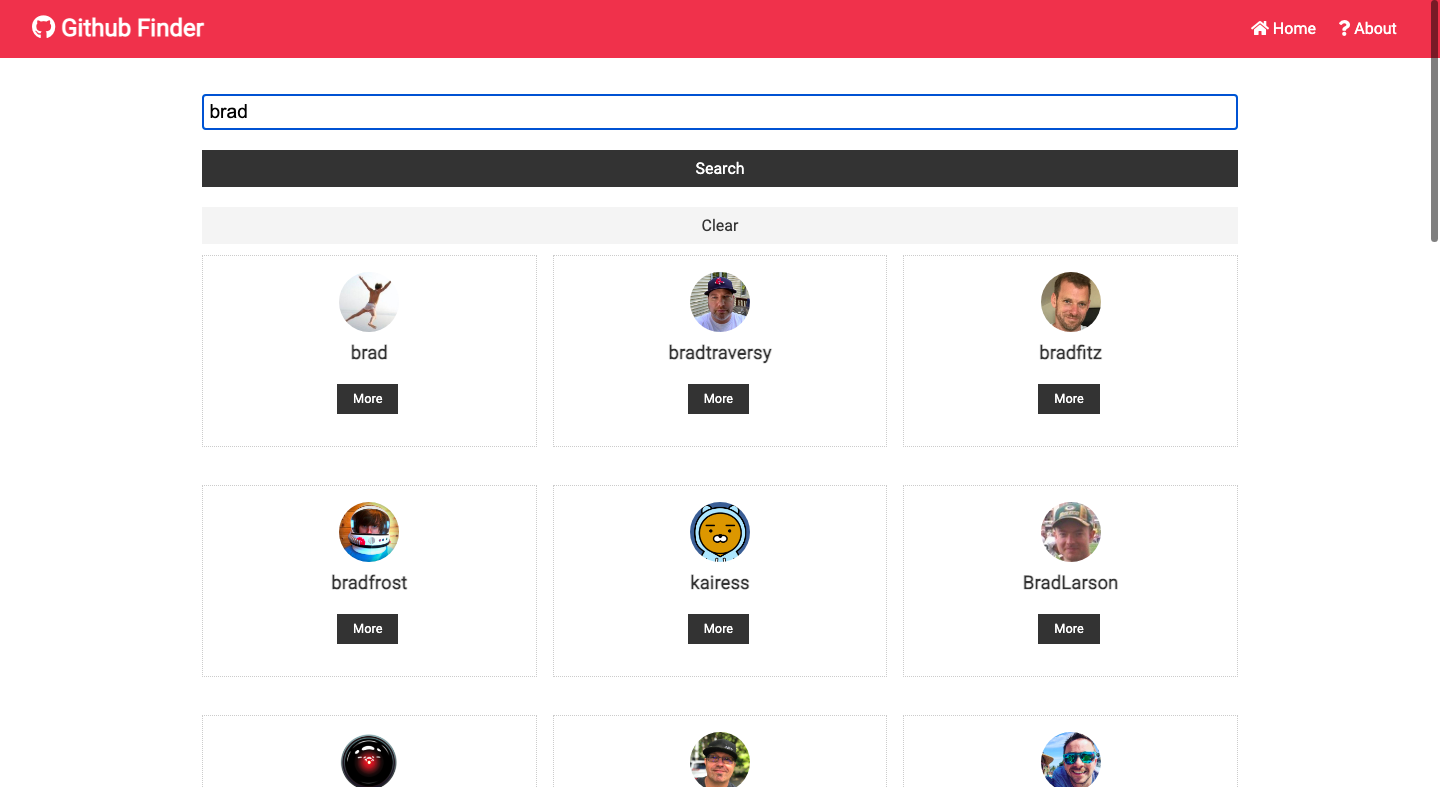 Github Finder
Home
About
brad
Search
Clear
brad
bradtraversy
bradfitz
More
More
More
bradfrost
kairess
BradLarson
More
More
More